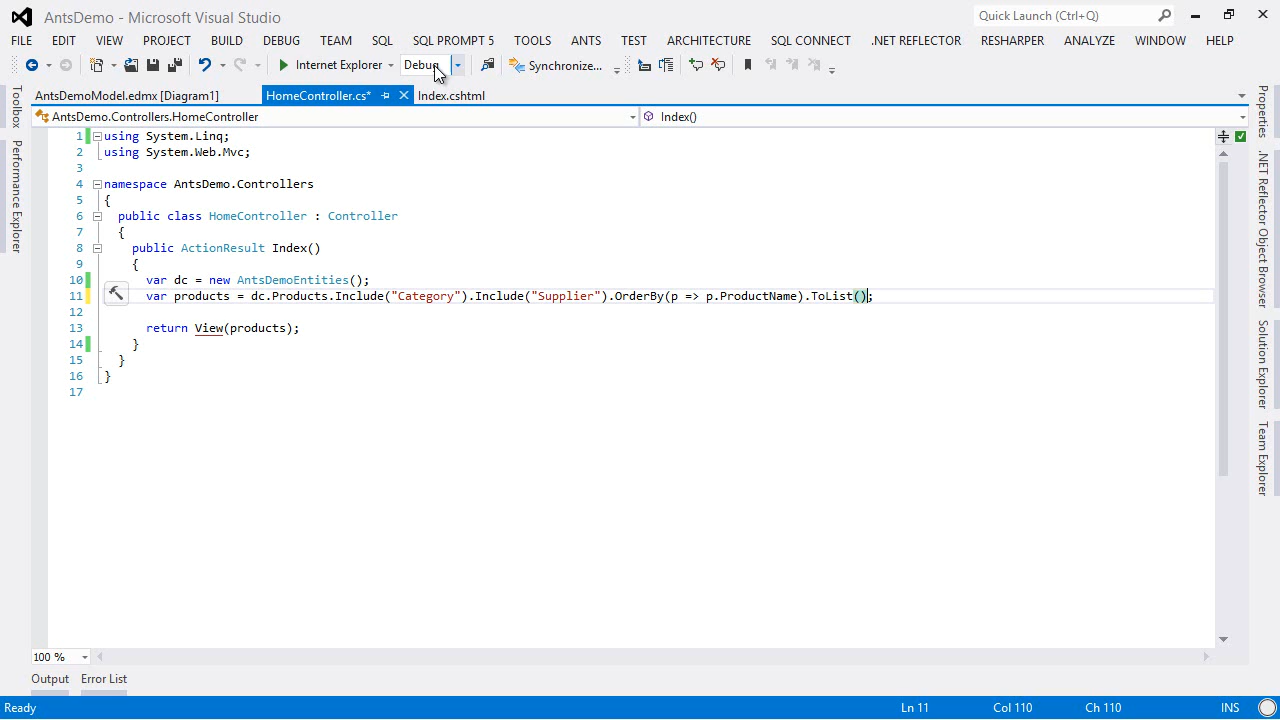 AntsDemo - Microsoft Visual Studio
Quick Launch (Ctrl+Q)
FILE EDIT VIEW PROJECT BUILD DEBUG TEAM SQL SQL PROMPT 5 TOOLS ANTS TEST ARCHITECTURE SQL CONNECT .NET REFLECTOR RESHARPER ANALYZE WINDOW HELP
Internet Explorer Debug Synchronize...
AntsDemoModel.edmx [Diagram1] HomeController.cs* Index.cshtml
AntsDemo.Controllers.HomeController Index()
Toolbox
Performance Explorer
1 using System.Linq;
2 using System.Web.Mvc;
3
4 namespace AntsDemo.Controllers
5 {
6 public class HomeController : Controller
7 {
8 public ActionResult Index()
9 {
10 var dc = new AntsDemoEntities();
11 var products = dc.Products.Include("Category").Include("Supplier").OrderBy(p => p.ProductName).ToList();
12
13 return View(products);
14 }
15 }
16 }
17
Properties
.NET Reflector Object Browser
Solution Explorer
Team Explorer
100 %
Output Error List
Ready Ln 11 Col 110 Ch 110 INS